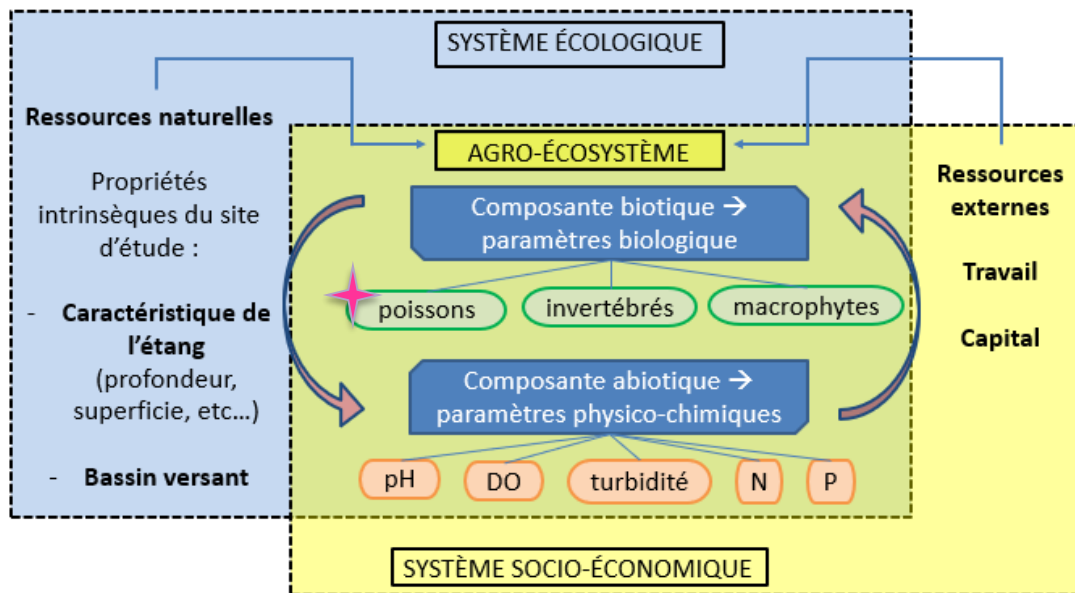 SYSTÈME ÉCOLOGIQUE
Ressources naturelles
Propriétés
intrinsèques du site
d'étude :
- Caractéristique de
l'étang
(profondeur,
superficie, etc…)
- Bassin versant
AGRO-ÉCOSYSTÈME
Composante biotique →
paramètres biologique
poissons
invertébrés
macrophytes
Composante abiotique →
paramètres physico-chimiques
pH
DO
turbidité
N
P
Ressources
externes
Travail
Capital
SYSTÈME SOCIO-ÉCONOMIQUE